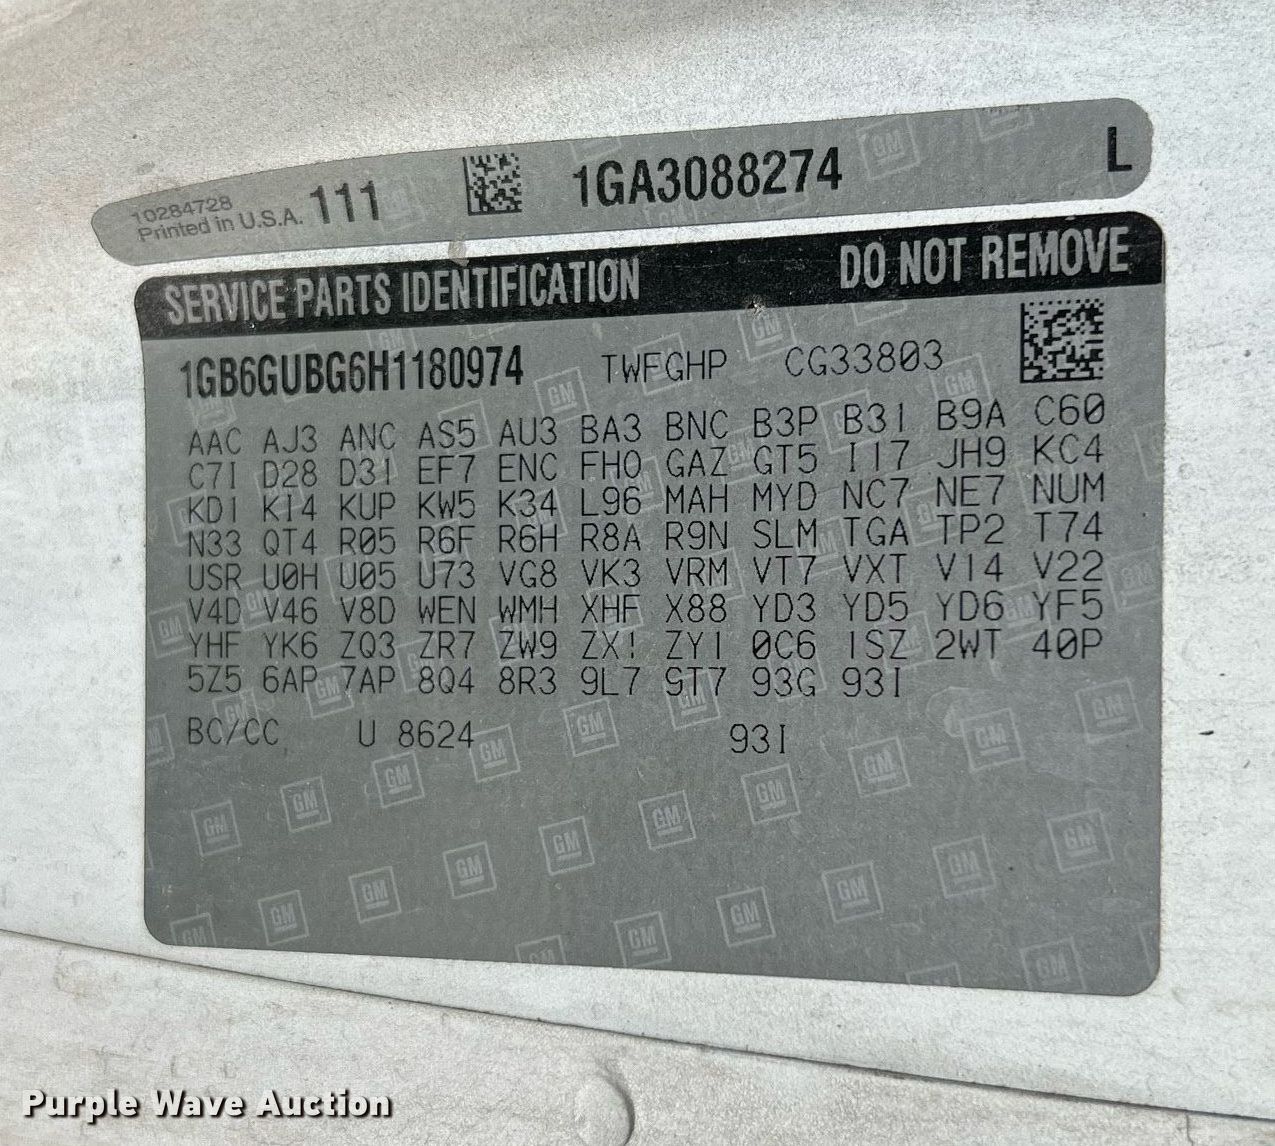 10284728
Printed in U.S.A. 111 1GA3088274 L
SERVICE PARTS IDENTIFICATION DO NOT REMOVE
1GB6GUBG6H1180974 TWFGHP CG33803
AAC AJ3 ANC AS5 AU3 BA3 BNC B3P B31 B9A C60
C7I D28 D31 EF7 ENC FHO GAZ GT5 I17 JH9 KC4
KD1 KI4 KUP KW5 K34 L96 MAH MYD NC7 NE7 NUM
N33 QT4 R05 R6F R6H R8A R9N SLM TGA TP2 T74
USR U0H U05 U73 VG8 VK3 VRM VT7 VXT V14 V22
V4D V46 V8D WEN WMH XHF X88 YD3 YD5 YD6 YF5
YHF YK6 ZQ3 ZR7 ZW9 ZX! ZY1 0C6 1SZ 2WT 40P
5Z5 6AP 7AP 8Q4 8R3 9L7 9T7 93G 93I
BC/CC U 8624 93I
Purple Wave Auction